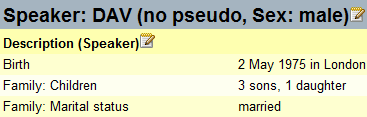 Speaker: DAV (no pseudo, Sex: male)
Description (Speaker)
Birth 2 May 1975 in London
Family: Children 3 sons, 1 daughter
Family: Marital status married